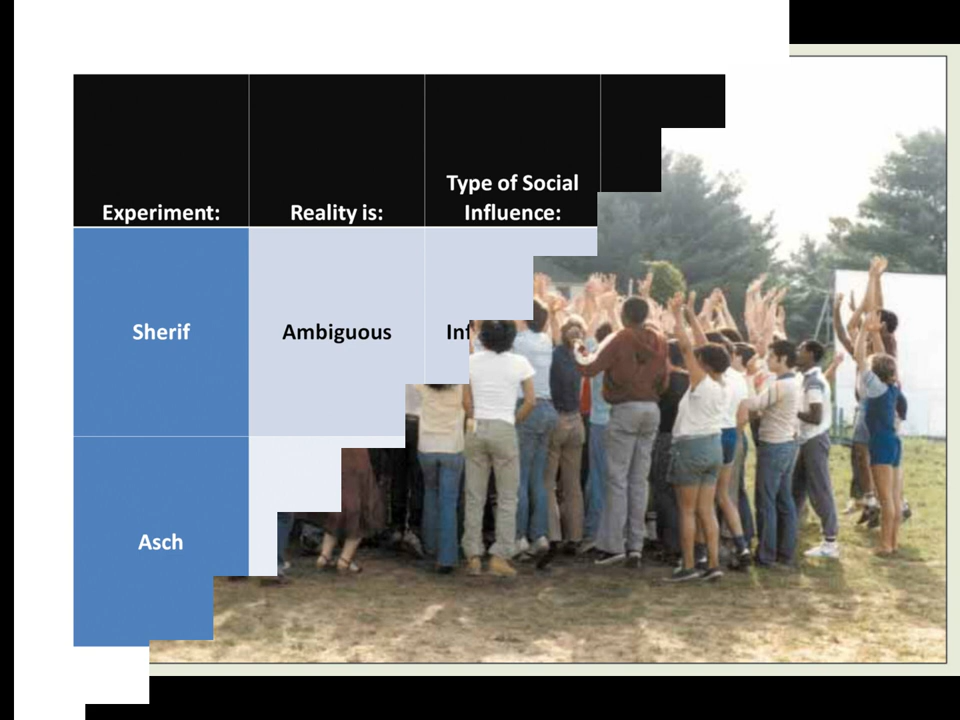 Experiment:
Reality is:
Type of Social
Influence:
Sherif
Ambiguous
Asch